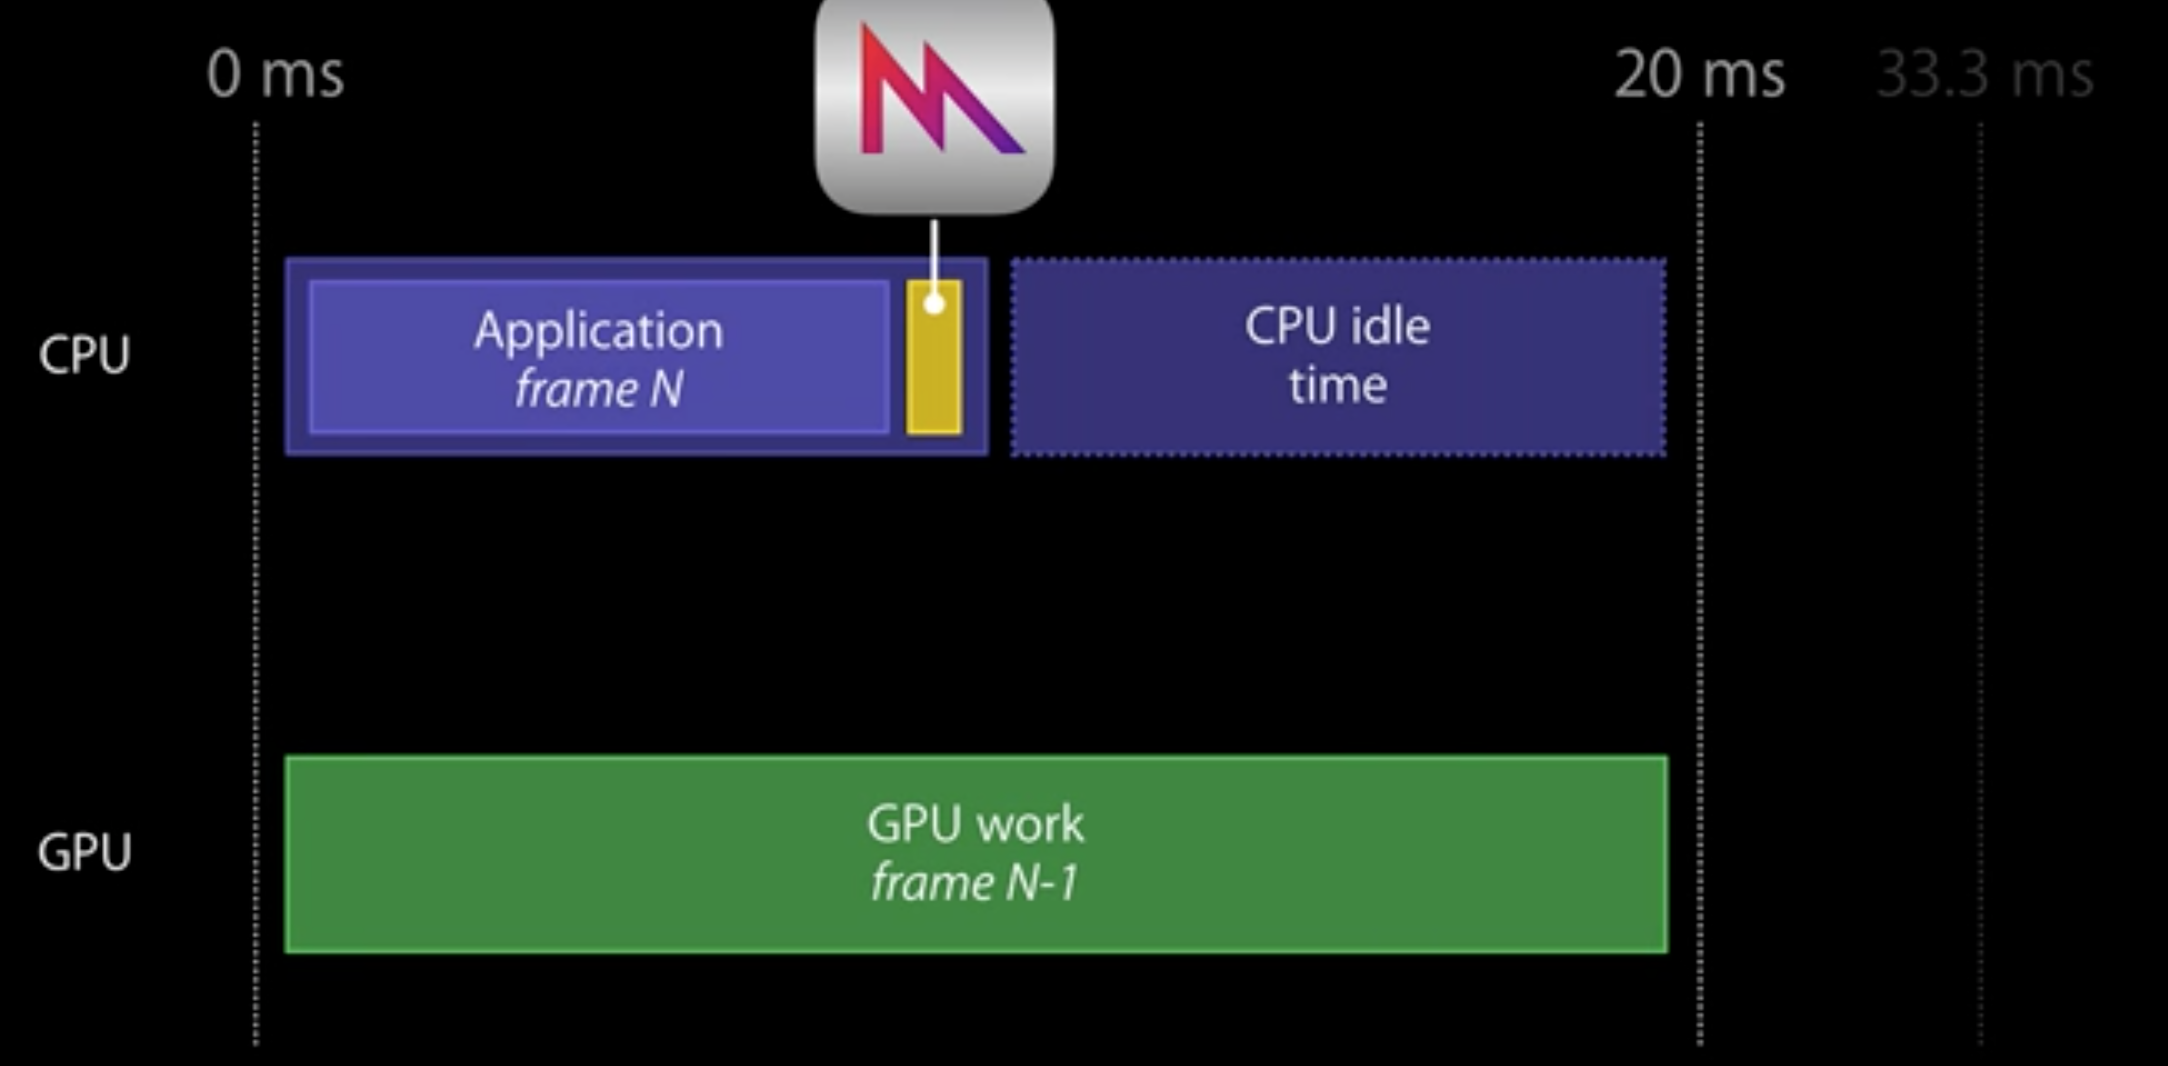 0 ms
20 ms
33.3 ms
CPU
Application
frame N
CPU idle
time
GPU
GPU work
frame N-1